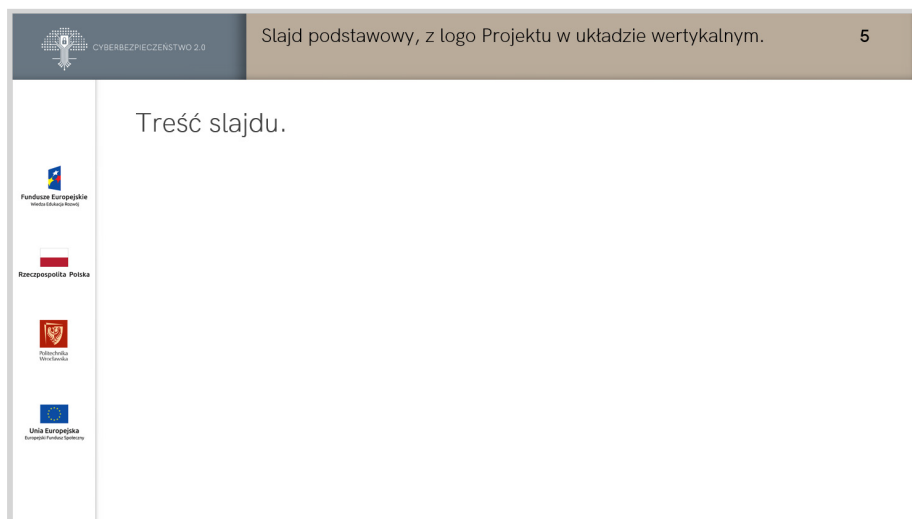 CYBERBEZPIECZEŃSTWO 2.0
Slajd podstawowy, z logo Projektu w układzie wertykalnym.
5
Treść slajdu.
Fundusze Europejskie
Wiedza Edukacja Rozwój
Rzeczpospolita Polska
Politechnika
Wrocławska
Unia Europejska
Europejski Fundusz Społeczny